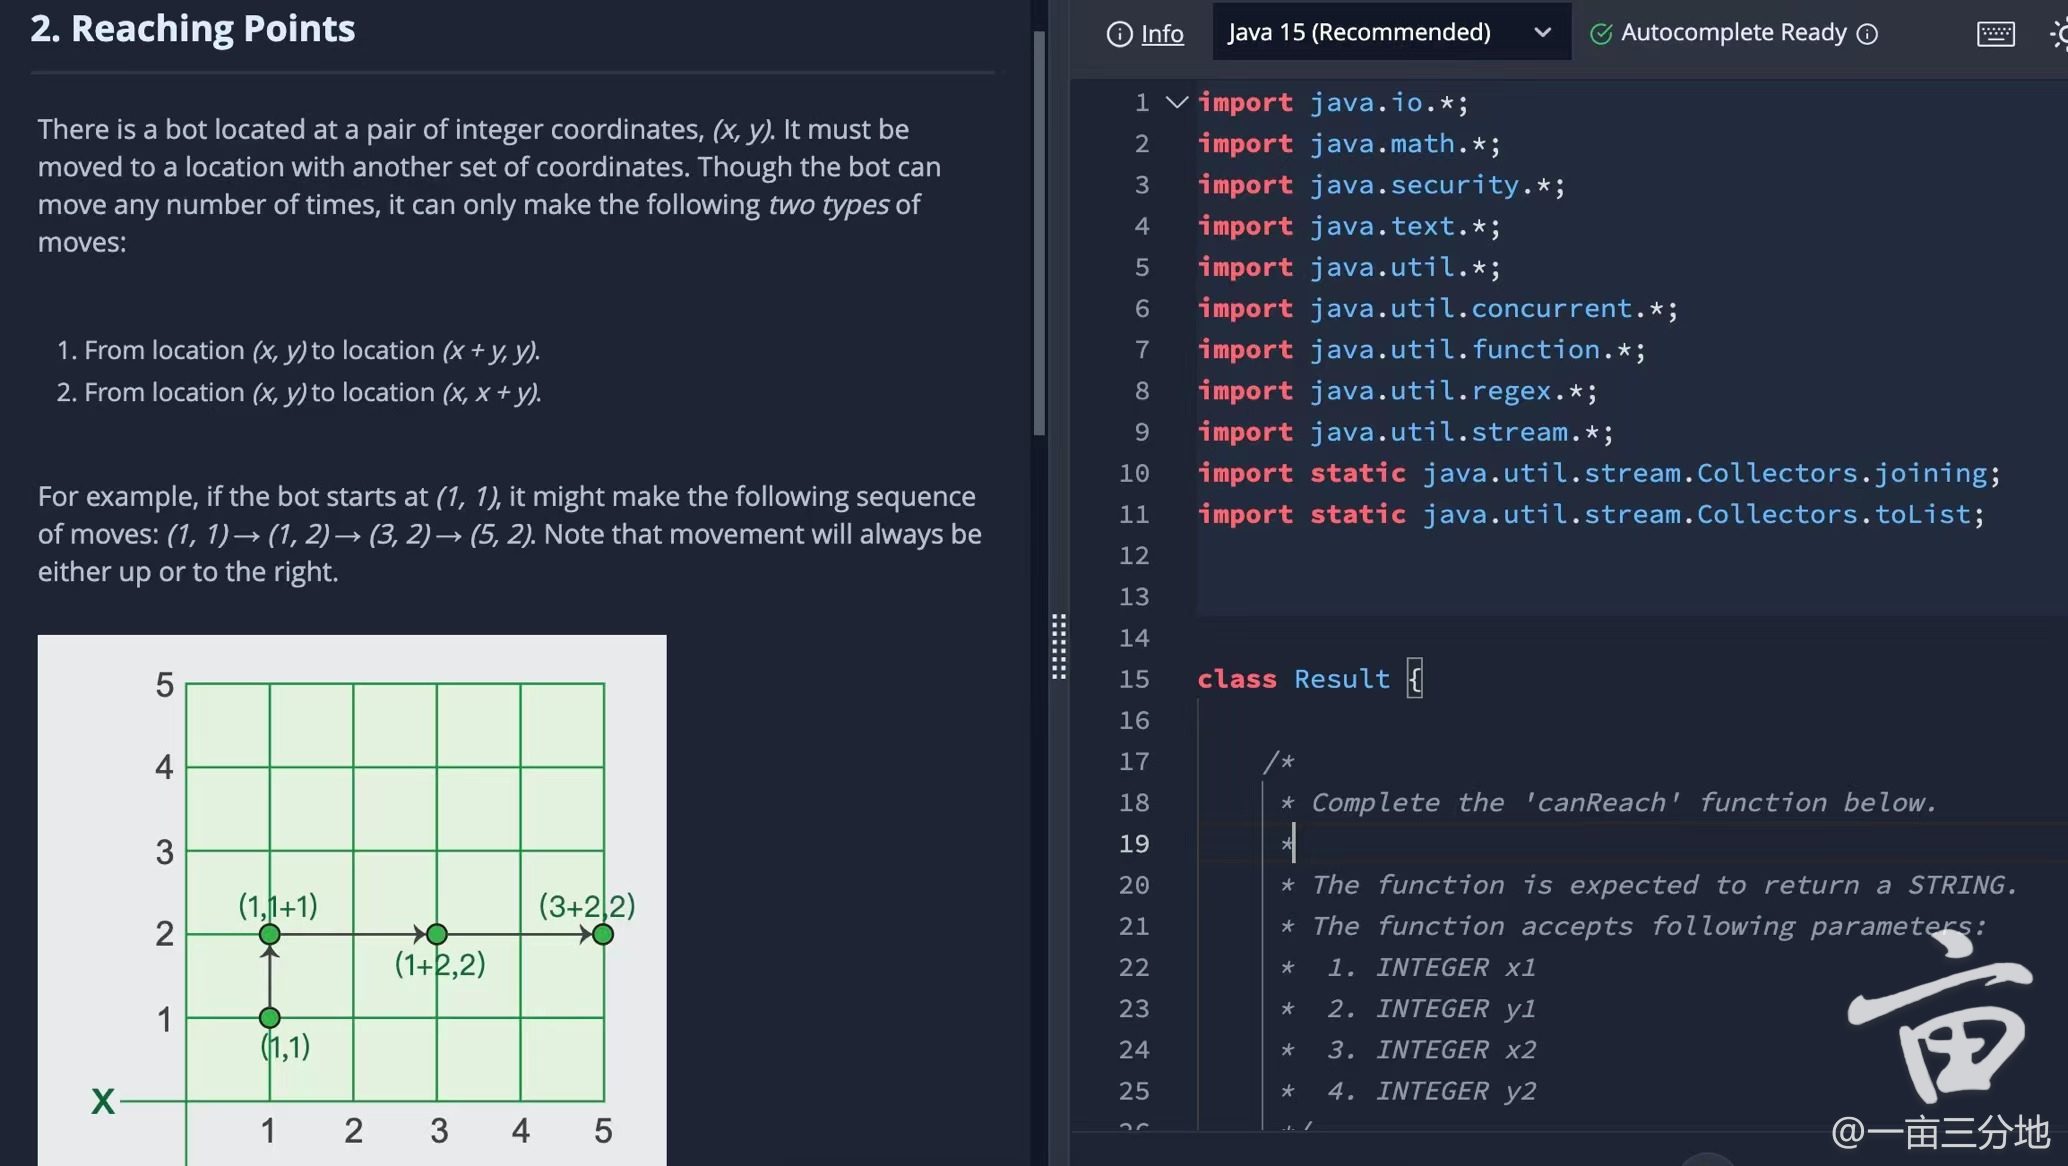 2. Reaching Points
There is a bot located at a pair of integer coordinates, (x, y). It must be
moved to a location with another set of coordinates. Though the bot can
move any number of times, it can only make the following two types of
moves:
1. From location (x, y) to location (x + y, y).
2. From location (x, y) to location (x, x + y).
For example, if the bot starts at (1, 1), it might make the following sequence
of moves: (1, 1) → (1, 2) → (3, 2) → (5, 2). Note that movement will always be
either up or to the right.
5
4
3
(1,1+1) (3+2,2)
2
(1+2,2)
1
(1,1)
X
1 2 3 4 5
Info Java 15 (Recommended) Autocomplete Ready
1 import java.io.*;
2 import java.math.*;
3 import java.security.*;
4 import java.text.*;
5 import java.util.*;
6 import java.util.concurrent.*;
7 import java.util.function.*;
8 import java.util.regex.*;
9 import java.util.stream.*;
10 import static java.util.stream.Collectors.joining;
11 import static java.util.stream.Collectors.toList;
12
13
14
15 class Result {
16
17 /*
18 * Complete the 'canReach' function below.
19 *
20 * The function is expected to return a STRING.
21 * The function accepts following parameters:
22 * 1. INTEGER x1
23 * 2. INTEGER y1
24 * 3. INTEGER x2
25 * 4. INTEGER y2
26 */
亩
@一亩三分地